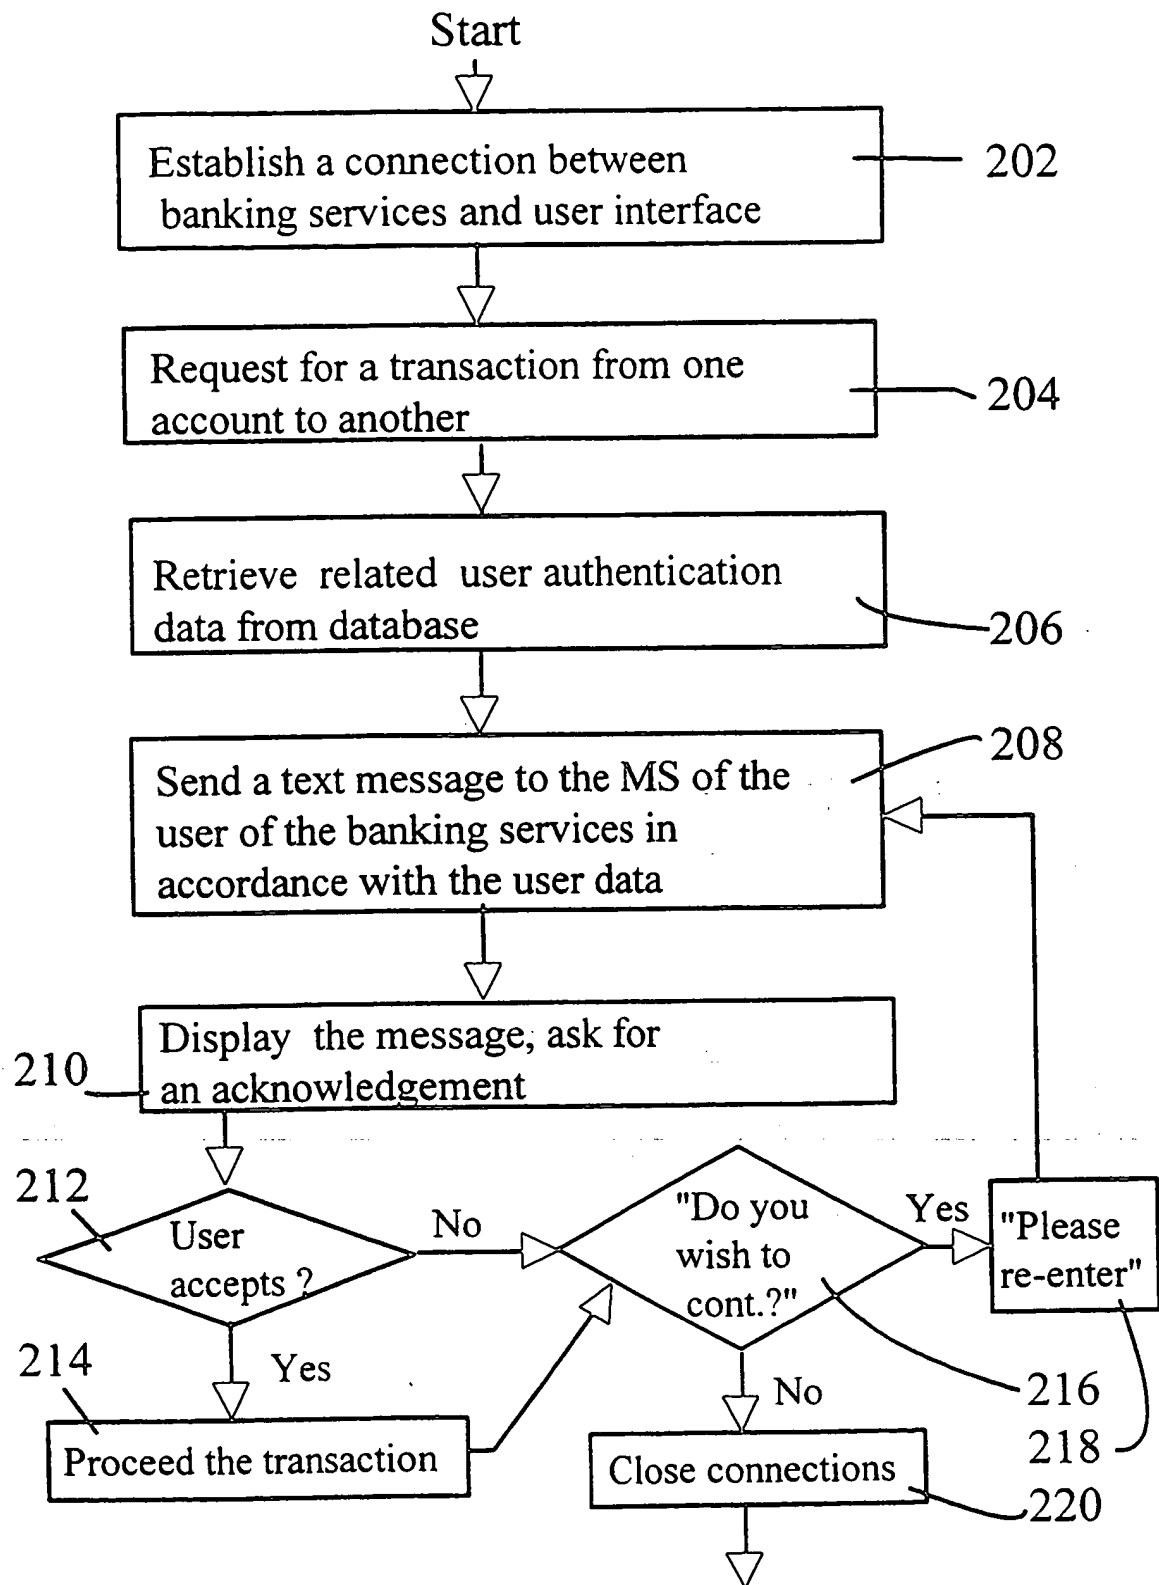 Start
Establish a connection between
banking services and user interface
202
Request for a transaction from one
account to another
204
Retrieve related user authentication
data from database
206
Send a text message to the MS of the
user of the banking services in
accordance with the user data
208
Display the message, ask for
an acknowledgement
210
212
User
accepts ?
No
"Do you
wish to
cont.?"
Yes
"Please
re-enter"
214
Yes
Proceed the transaction
216
No
218
Close connections
220